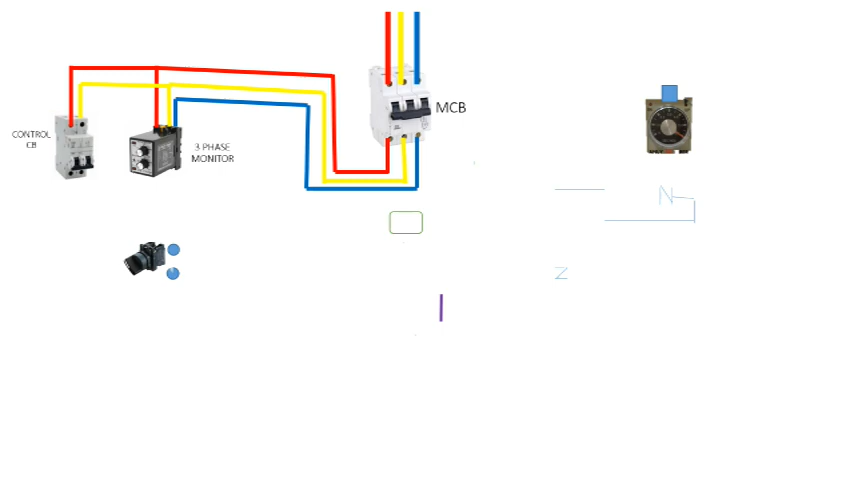 MCB
CONTROL
CB
3 PHASE
MONITOR
N
Z